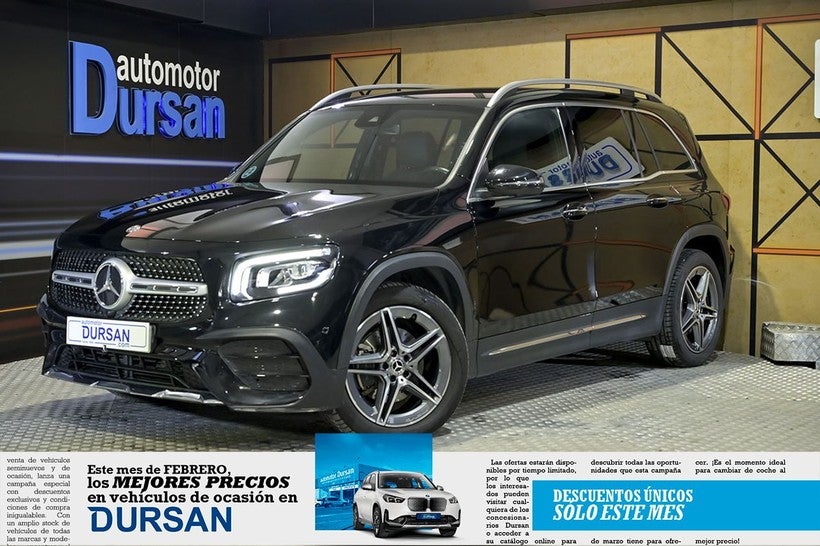 automotor
Dursan
automotor
DURSAN
.com
venta de vehículos
seminuevos y de
ocasión, lanza una
campaña especial
con descuentos
exclusivos y condi-
ciones de compra
inigualables. Con
un amplio stock de
vehículos de todas
las marcas y mode-
Este mes de FEBRERO,
los MEJORES PRECIOS
en vehículos de ocasión en
DURSAN
automotor Dursan
Las ofertas estarán dispo-
nibles por tiempo limitado,
por lo que
los interesa-
dos pueden
visitar cual-
quiera de los
concesiona-
rios Dursan
o acceder a
su catálogo online para
descubrir todas las oportu-
nidades que esta campaña
cer. ¡Es el momento ideal
para cambiar de coche al
DESCUENTOS ÚNICOS
SOLO ESTE MES
de marzo tiene para ofre-
mejor precio!